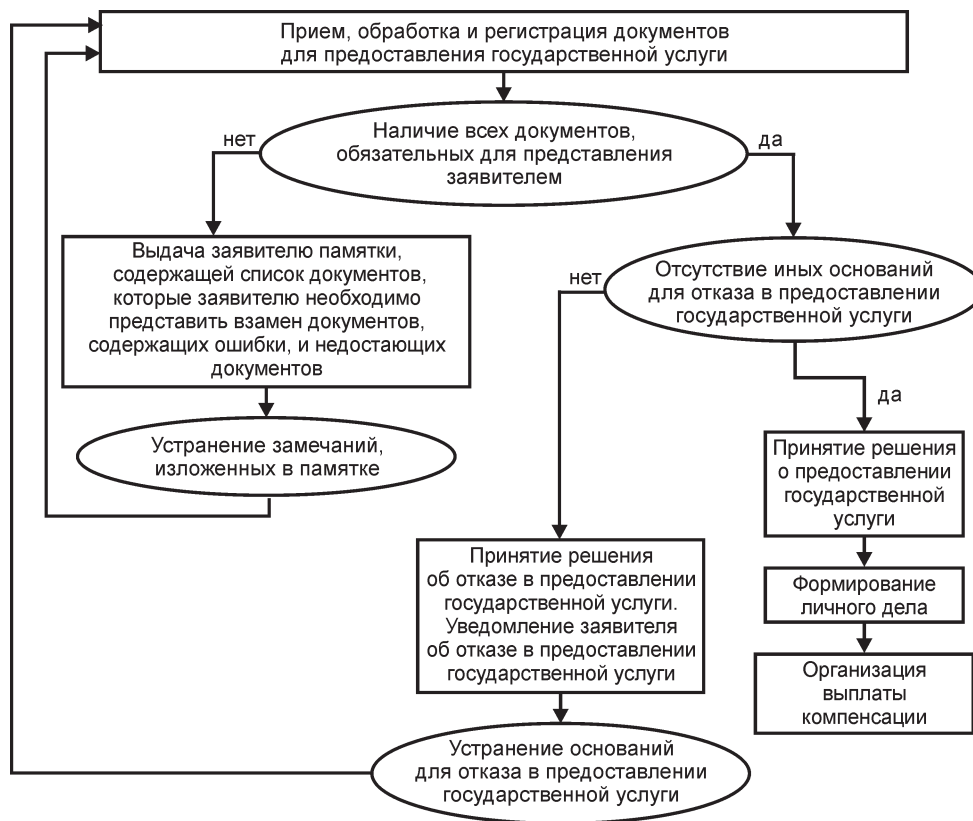 Прием, обработка и регистрация документов
для предоставления государственной услуги
Наличие всех документов,
обязательных для представления
заявителем
нет
да
Выдача заявителю памятки,
содержащей список документов,
которые заявителю необходимо
представить взамен документов,
содержащих ошибки, и недостающих
документов
Отсутствие иных оснований
для отказа в предоставлении
государственной услуги
нет
да
Устранение замечаний,
изложенных в памятке
Принятие решения
о предоставлении
государственной
услуги
Принятие решения
об отказе в предоставлении
государственной услуги.
Уведомление заявителя
об отказе в предоставлении
государственной услуги
Формирование
личного дела
Организация
выплаты
компенсации
Устранение оснований
для отказа в предоставлении
государственной услуги